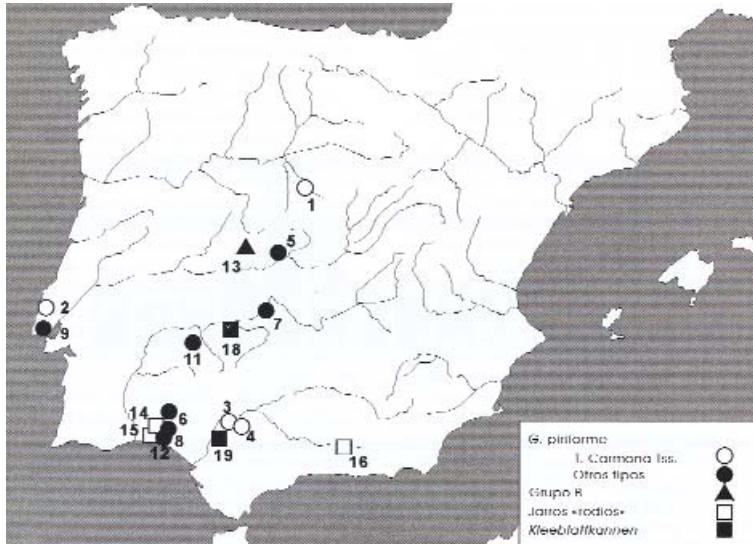 1
5
13
2
9
7
18
11
14
6
3
15
8
4
12
19
16
G. piriforme
T. Carmona 1ss.
Otros tipos
Grupo B
Jarros «rodios»
Kleeblattkannen